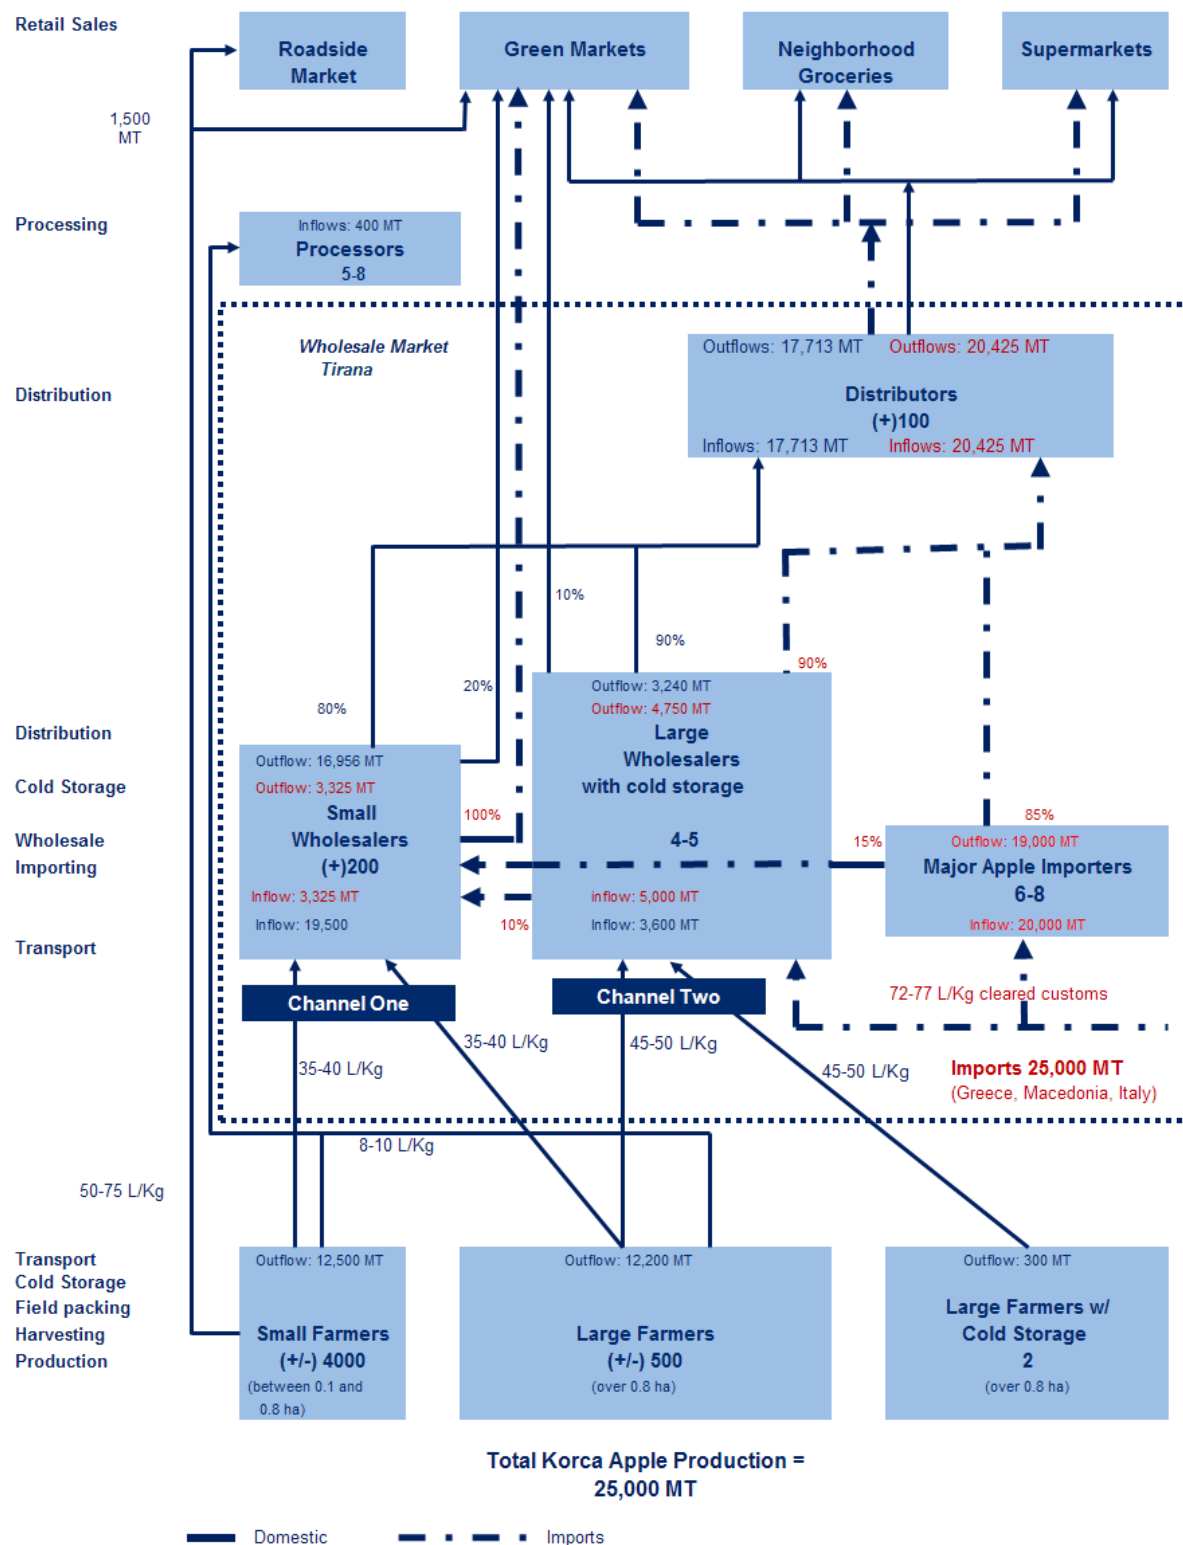 Retail Sales
Roadside
Market
Green Markets
Neighborhood
Groceries
Supermarkets
1,500
MT
Processing
Inflows: 400 MT
Processors
5-8
Wholesale Market
Tirana
Outflows: 17,713 MT
Outflows: 20,425 MT
Distribution
Distributors
(+)100
Inflows: 17,713 MT
Inflows: 20,425 MT
10%
90%
90%
20%
80%
Outflow: 3,240 MT
Outflow: 4,750 MT
Large
Wholesalers
with cold storage
4-5
inflow: 5,000 MT
Inflow: 3,600 MT
Distribution
Cold Storage
Wholesale
Importing
Transport
Outflow: 16,956 MT
Outflow: 3,325 MT
Small
Wholesalers
(+)200
Inflow: 3,325 MT
Inflow: 19,500
100%
10%
15%
85%
Outflow: 19,000 MT
Major Apple Importers
6-8
Inflow: 20,000 MT
Channel One
Channel Two
72-77 L/Kg cleared customs
35-40 L/Kg
35-40 L/Kg
45-50 L/Kg
45-50 L/Kg
Imports 25,000 MT
(Greece, Macedonia, Italy)
8-10 L/Kg
50-75 L/Kg
Transport
Cold Storage
Field packing
Harvesting
Production
Outflow: 12,500 MT
Small Farmers
(+/-) 4000
(between 0.1 and
0.8 ha)
Outflow: 12,200 MT
Large Farmers
(+/-) 500
(over 0.8 ha)
Outflow: 300 MT
Large Farmers w/
Cold Storage
2
(over 0.8 ha)
Total Korca Apple Production =
25,000 MT
Domestic
Imports